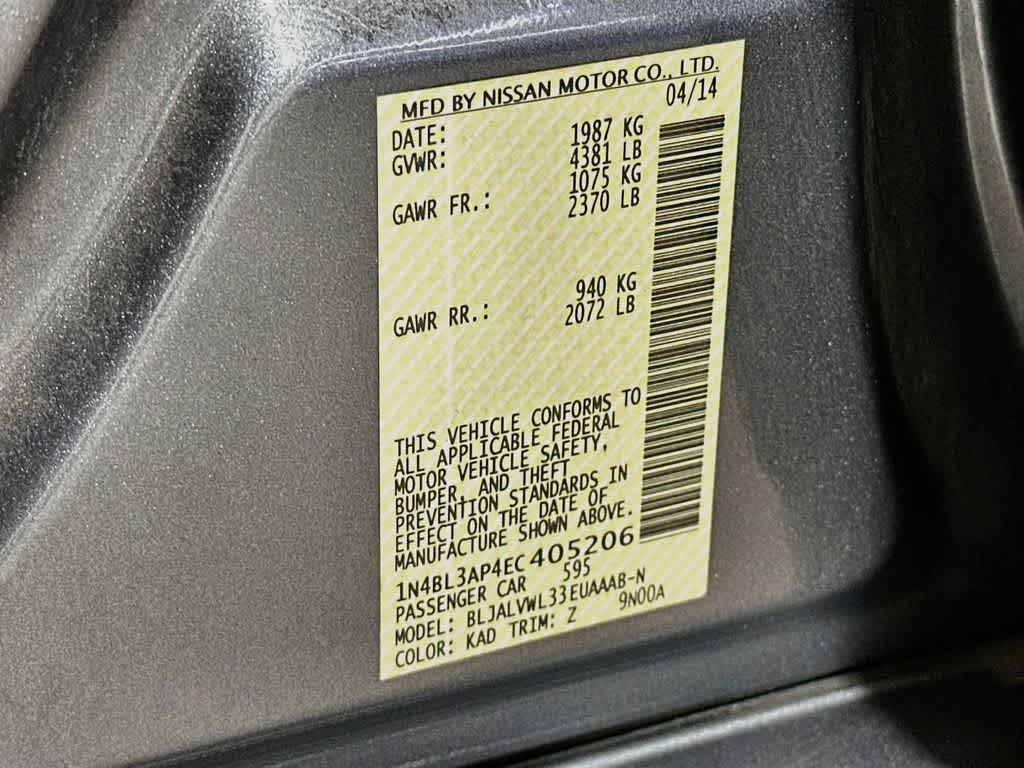 MFD BY NISSAN MOTOR CO., LTD.
DATE: 04/14
GVWR: 1987 KG
4381 LB
GAWR FR.: 1075 KG
2370 LB
GAWR RR.: 940 KG
2072 LB
THIS VEHICLE CONFORMS TO
ALL APPLICABLE FEDERAL
MOTOR VEHICLE SAFETY,
BUMPER, AND THEFT
PREVENTION STANDARDS IN
EFFECT ON THE DATE OF
MANUFACTURE SHOWN ABOVE.
1N4BL3AP4EC405206
PASSENGER CAR 595
MODEL: BLJALVWL33EUAAAB-N
COLOR: KAD TRIM: Z 9N00A